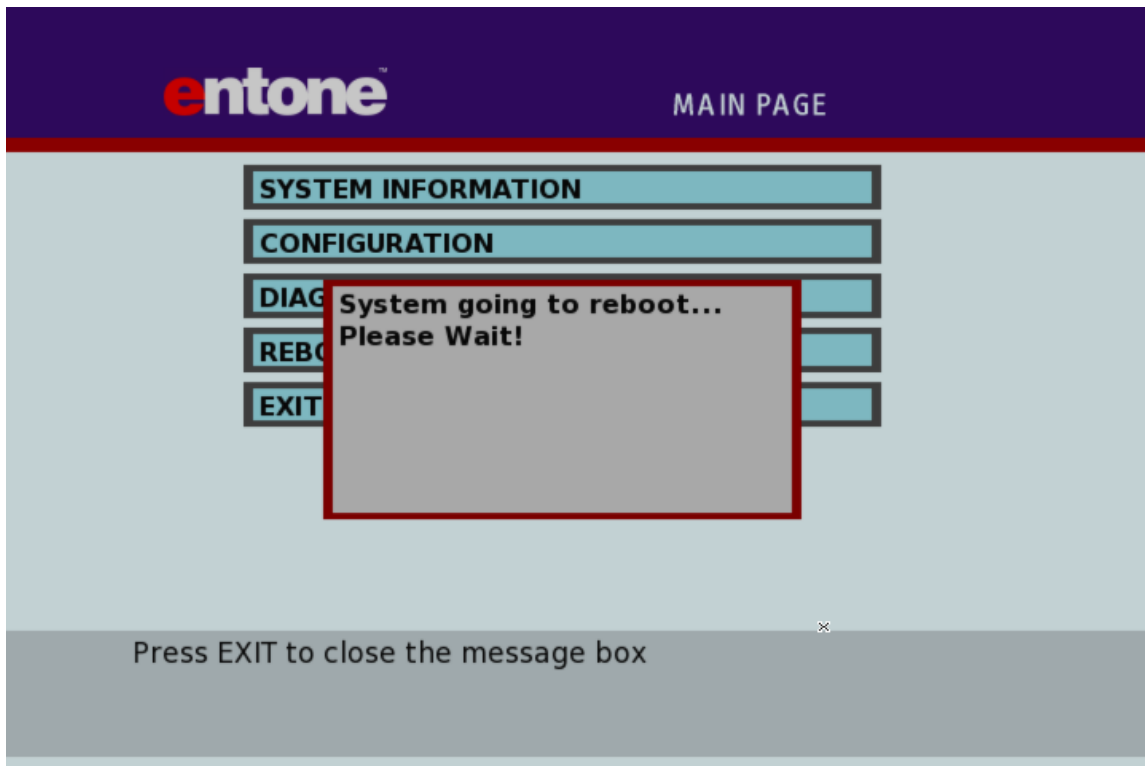 entone™
MAIN PAGE
SYSTEM INFORMATION
CONFIGURATION
DIAG
REBO
EXIT
System going to reboot...
Please Wait!
Press EXIT to close the message box